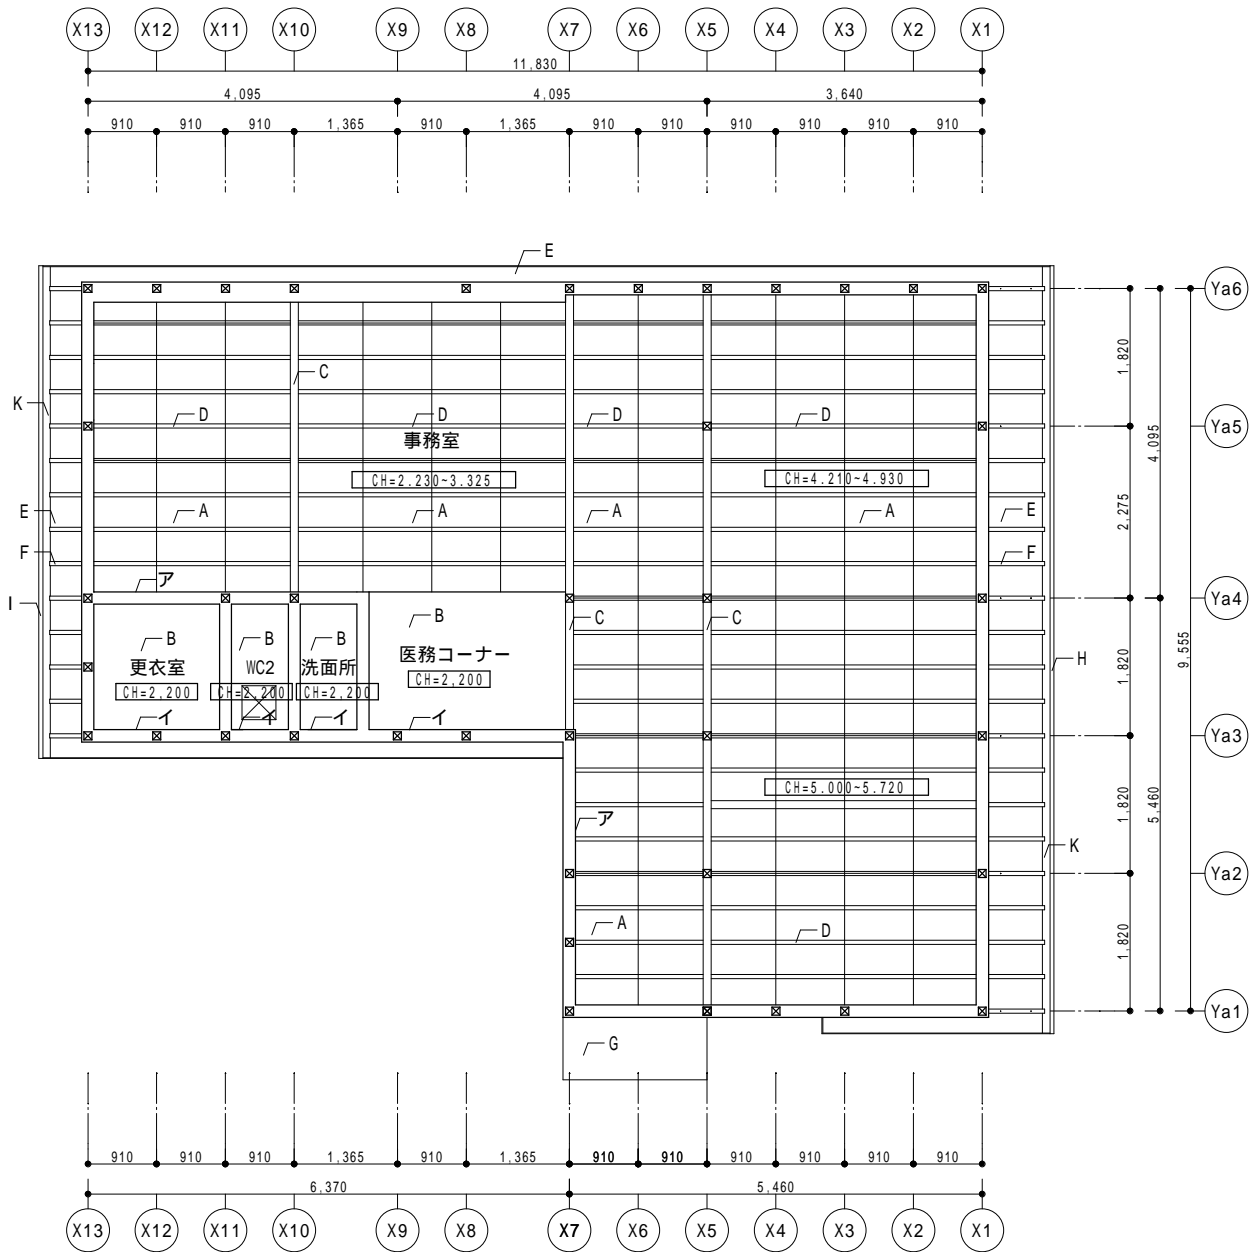 X13 X12 X11 X10 X9 X8 X7 X6 X5 X4 X3 X2 X1
11,830
4,095 4,095 3,640
910 910 910 1,365 910 1,365 910 910 910 910 910 910
E
Ya6
1,820
C
K
D D D D
Ya5
事務室
4,095
CH=2.230~3.325 CH=4.210~4.930
E A A A A E
2,275
F F
ア
I
Ya4
B C C
B B B
医務コーナー
H
9,555
更衣室 WC2 洗面所
1,820
CH=2,200
CH=2,200 CH=2,200 CH=2,200
イ イ イ イ
Ya3
CH=5.000~5.720
1,820
5,460
ア
K
Ya2
A D
1,820
Ya1
G
910 910 910 1,365 910 1,365 910 910 910 910 910 910
6,370 5,460
X13 X12 X11 X10 X9 X8 X7 X6 X5 X4 X3 X2 X1